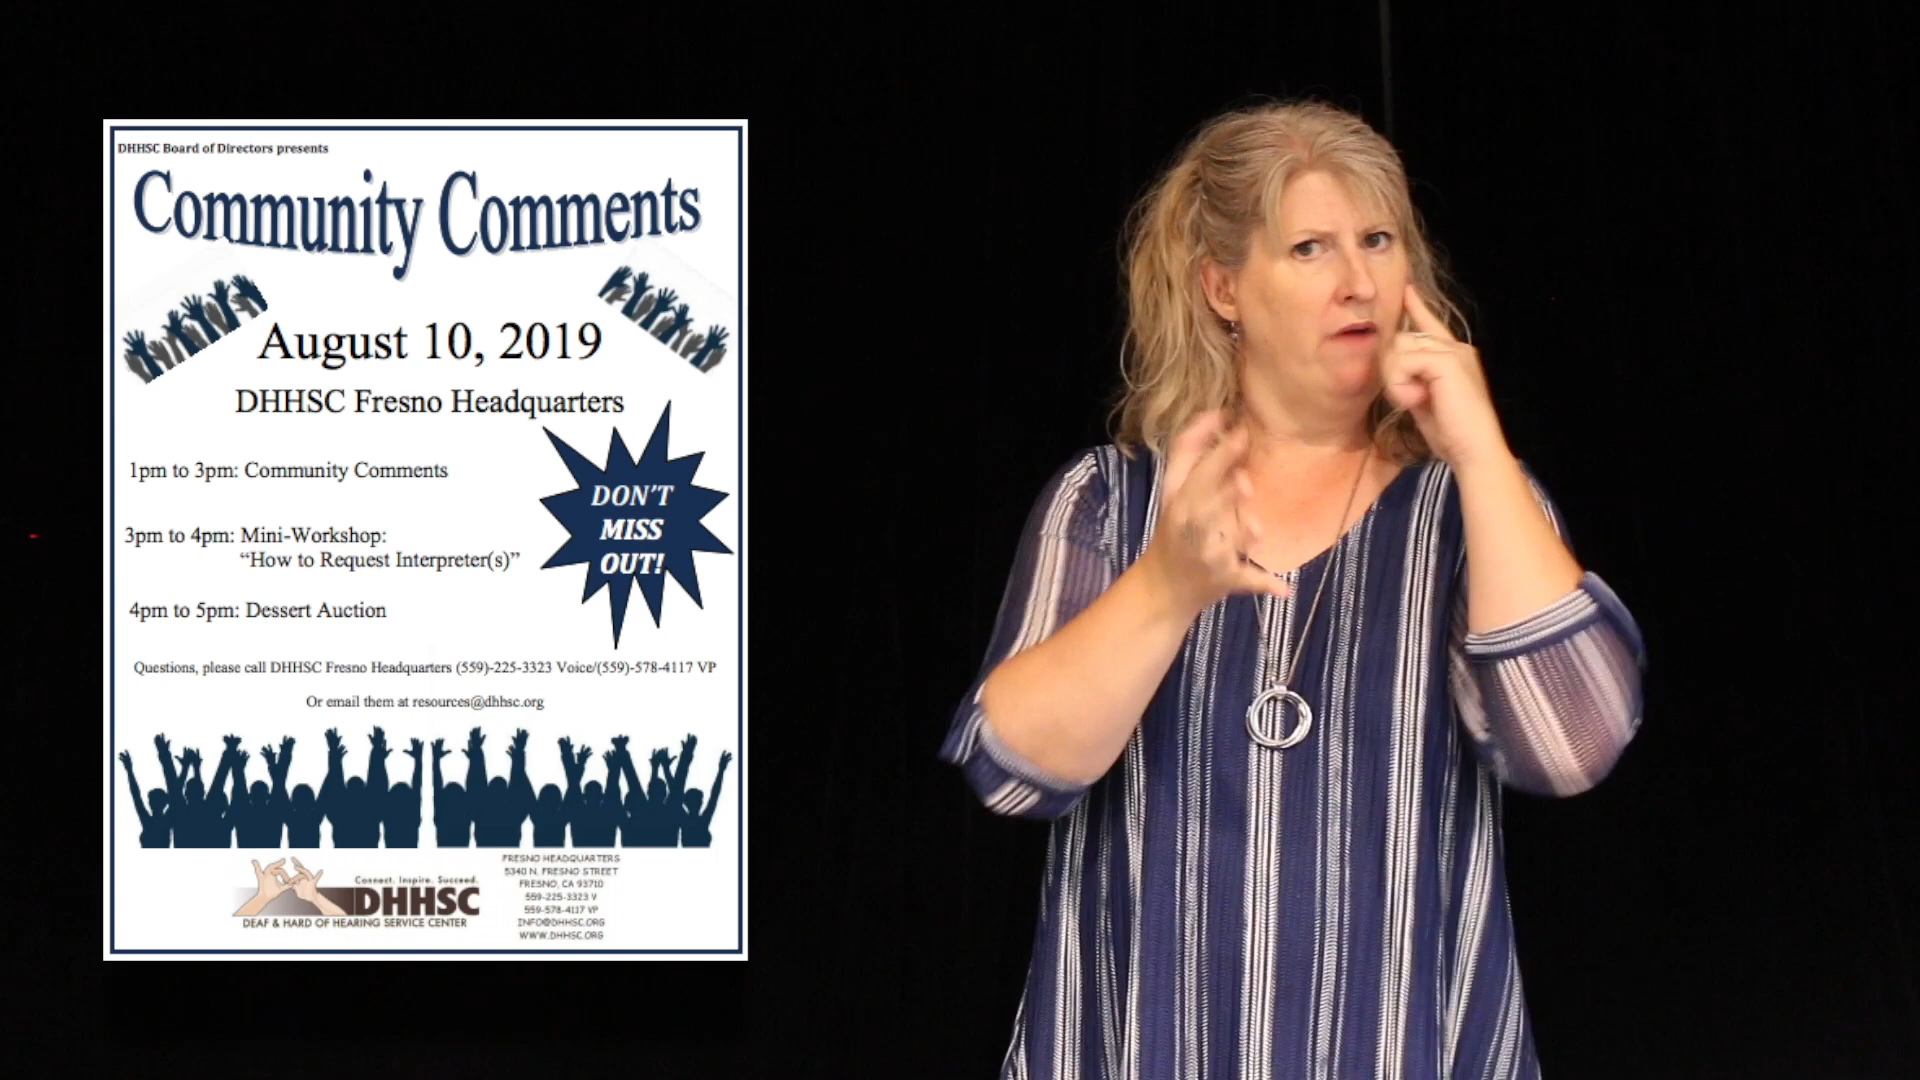 DHHSC Board of Directors presents
Community Comments
August 10, 2019
DHHSC Fresno Headquarters
1pm to 3pm: Community Comments
3pm to 4pm: Mini-Workshop:
“How to Request Interpreter(s)”
4pm to 5pm: Dessert Auction
DON'T
MISS
OUT!
Questions, please call DHHSC Fresno Headquarters (559)-225-3323 Voice/(559)-578-4117 VP
Or email them at resources@dhhsc.org
Connect. Inspire. Succeed.
DHHSC
DEAF & HARD OF HEARING SERVICE CENTER
FRESNO HEADQUARTERS
5340 N. FRESNO STREET
FRESNO, CA 93710
559-225-3323 V
559-578-4117 VP
INFO@DHHSC.ORG
WWW.DHHSC.ORG